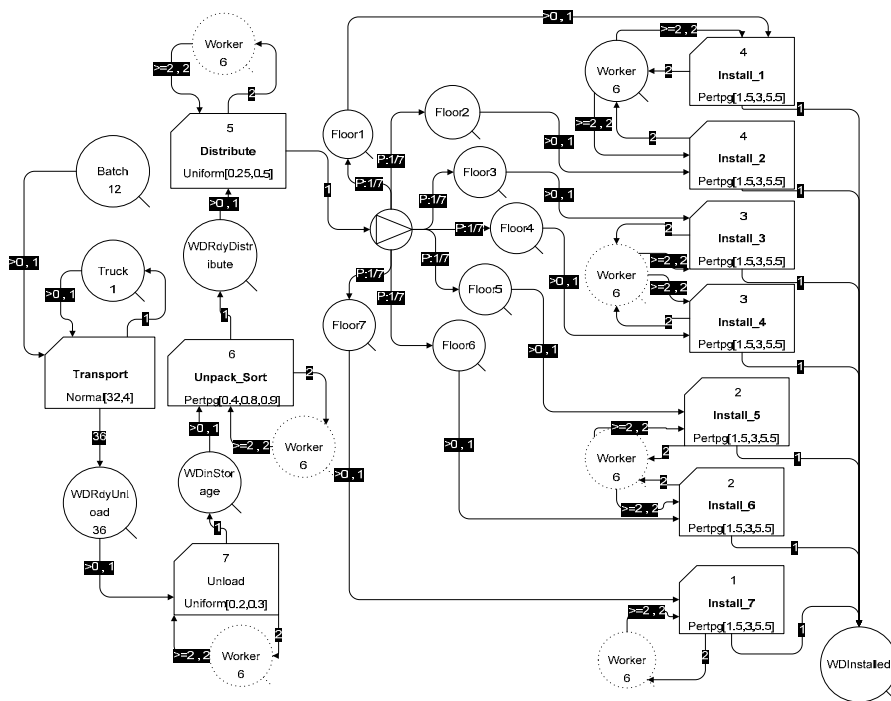 Worker
6
>=2 , 2
2
5
Distribute
Uniform[0.25,0.5]
>0 , 1
Batch
12
>0 , 1
Truck
1
>0 , 1
1
Transport
Normal[32,4]
36
WDRdyUnl
oad
36
>0 , 1
WDRdyDistr
ibute
1
6
Unpack_Sort
Pertpg[0.4,0.8,0.9]
2
>=2 , 2
Worker
6
>0 , 1
WDinStor
age
1
7
Unload
Uniform[0.2,0.3]
>=2 , 2
2
Worker
6
1
P:1/7
P:1/7
P:1/7
P:1/7
P:1/7
P:1/7
P:1/7
Floor1
Floor2
Floor3
Floor4
Floor5
Floor6
Floor7
>0 , 1
>0 , 1
>0 , 1
>0 , 1
>0 , 1
>0 , 1
>0 , 1
Worker
6
>=2 , 2
2
4
Install_1
Pertpg[1.5,3,5.5]
1
>=2 , 2
2
4
Install_2
Pertpg[1.5,3,5.5]
1
Worker
6
2
>=2 , 2
3
Install_3
Pertpg[1.5,3,5.5]
1
>=2 , 2
2
3
Install_4
Pertpg[1.5,3,5.5]
1
Worker
6
>=2 , 2
2
2
Install_5
Pertpg[1.5,3,5.5]
1
2
>=2 , 2
2
Install_6
Pertpg[1.5,3,5.5]
1
Worker
6
>=2 , 2
2
1
Install_7
Pertpg[1.5,3,5.5]
1
WDInstalled